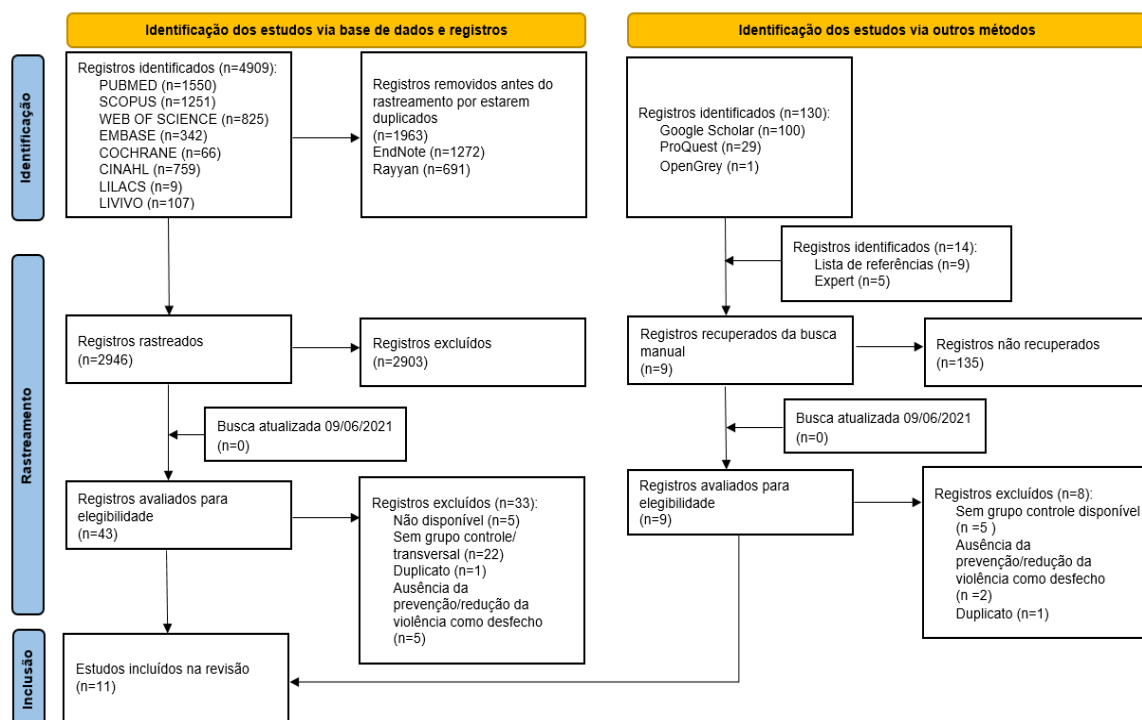 Identificação dos estudos via base de dados e registros
Identificação dos estudos via outros métodos
Identificação
Registros identificados (n=4909):
PUBMED (n=1550)
SCOPUS (n=1251)
WEB OF SCIENCE (n=825)
EMBASE (n=342)
COCHRANE (n=66)
CINAHL (n=759)
LILACS (n=9)
LIVIVO (n=107)
Registros removidos antes do
rastreamento por estarem
duplicados
(n=1963)
EndNote (n=1272)
Rayyan (n=691)
Registros identificados (n=130):
Google Scholar (n=100)
ProQuest (n=29)
OpenGrey (n=1)
Registros identificados (n=14):
Lista de referências (n=9)
Expert (n=5)
Rastreamento
Registros rastreados
(n=2946)
Registros excluídos
(n=2903)
Registros recuperados da busca
manual
(n=9)
Registros não recuperados
(n=135)
Busca atualizada 09/06/2021
(n=0)
Busca atualizada 09/06/2021
(n=0)
Registros avaliados para
elegibilidade
(n=43)
Registros excluídos (n=33):
Não disponível (n=5)
Sem grupo controle/
transversal (n=22)
Duplicato (n=1)
Ausência da
prevenção/redução da
violência como desfecho
(n=5)
Registros avaliados para
elegibilidade
(n=9)
Registros excluídos (n=8):
Sem grupo controle disponível
(n =5 )
Ausência da
prevenção/redução da
violência como desfecho
(n =2)
Duplicato (n=1)
Inclusão
Estudos incluídos na revisão
(n=11)